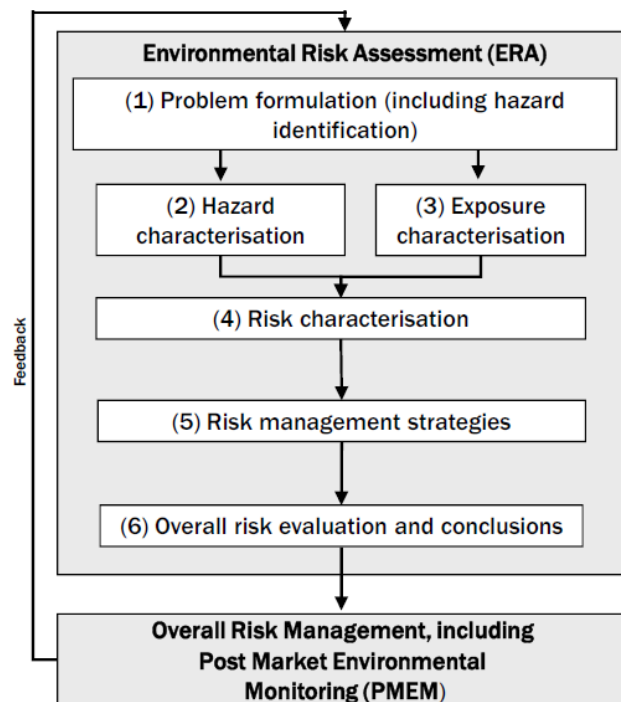 Environmental Risk Assessment (ERA)
(1) Problem formulation (including hazard
identification)
(2) Hazard
characterisation
(3) Exposure
characterisation
(4) Risk characterisation
(5) Risk management strategies
(6) Overall risk evaluation and conclusions
Overall Risk Management, including
Post Market Environmental
Monitoring (PMEM)
Feedback